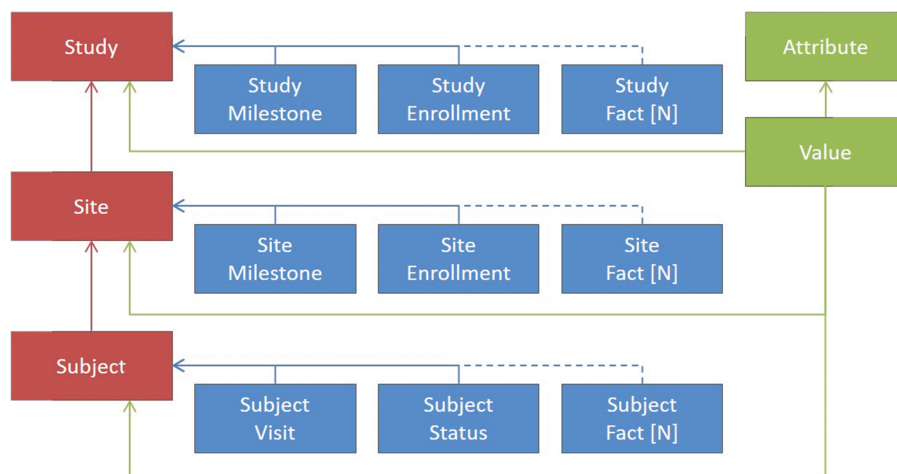 Study
Attribute
Study
Milestone
Study
Enrollment
Study
Fact [N]
Value
Site
Site
Milestone
Site
Enrollment
Site
Fact [N]
Subject
Subject
Visit
Subject
Status
Subject
Fact [N]